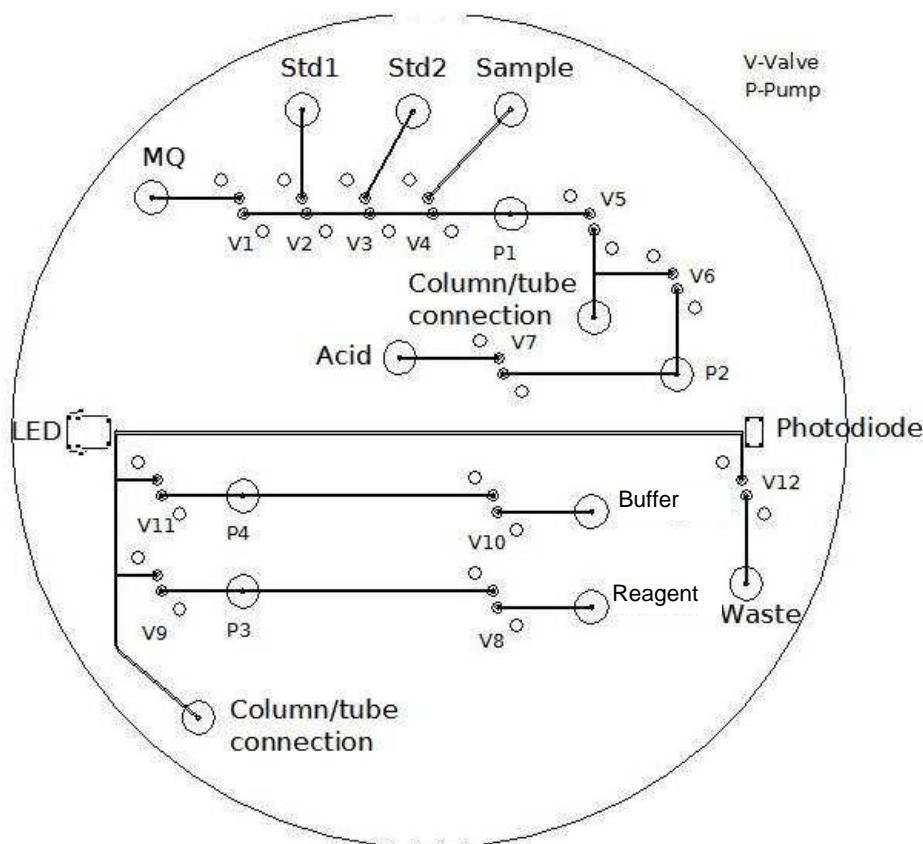 Std1
Std2
Sample
V-Valve
P-Pump
MQ
V1
V2
V3
V4
P1
V5
V6
Column/tube
connection
V7
Acid
P2
LED
Photodiode
V12
V11
P4
V10
Buffer
V9
P3
V8
Reagent
Waste
Column/tube
connection